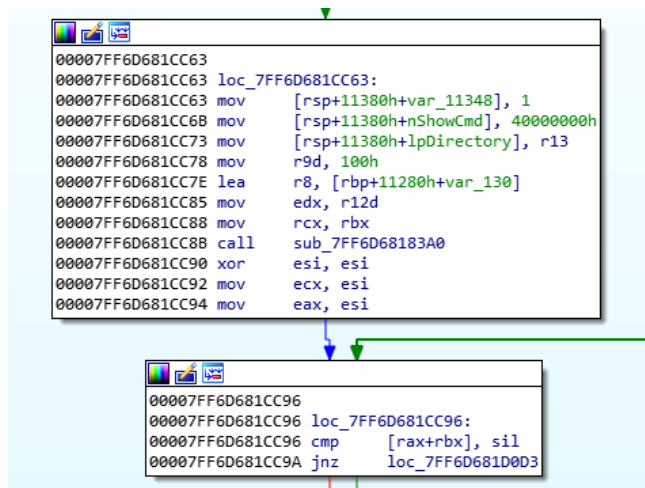 00007FF6D681CC63
00007FF6D681CC63 loc_7FF6D681CC63:
00007FF6D681CC63 mov     [rsp+11380h+var_11348], 1
00007FF6D681CC6B mov     [rsp+11380h+nShowCmd], 40000000h
00007FF6D681CC73 mov     [rsp+11380h+lpDirectory], r13
00007FF6D681CC78 mov     r9d, 100h
00007FF6D681CC7E lea     r8, [rbp+11280h+var_130]
00007FF6D681CC85 mov     edx, r12d
00007FF6D681CC88 mov     rcx, rbx
00007FF6D681CC8B call    sub_7FF6D68183A0
00007FF6D681CC90 xor     esi, esi
00007FF6D681CC92 mov     ecx, esi
00007FF6D681CC94 mov     eax, esi
00007FF6D681CC96
00007FF6D681CC96 loc_7FF6D681CC96:
00007FF6D681CC96 cmp     [rax+rbx], sil
00007FF6D681CC9A jnz     loc_7FF6D681D0D3